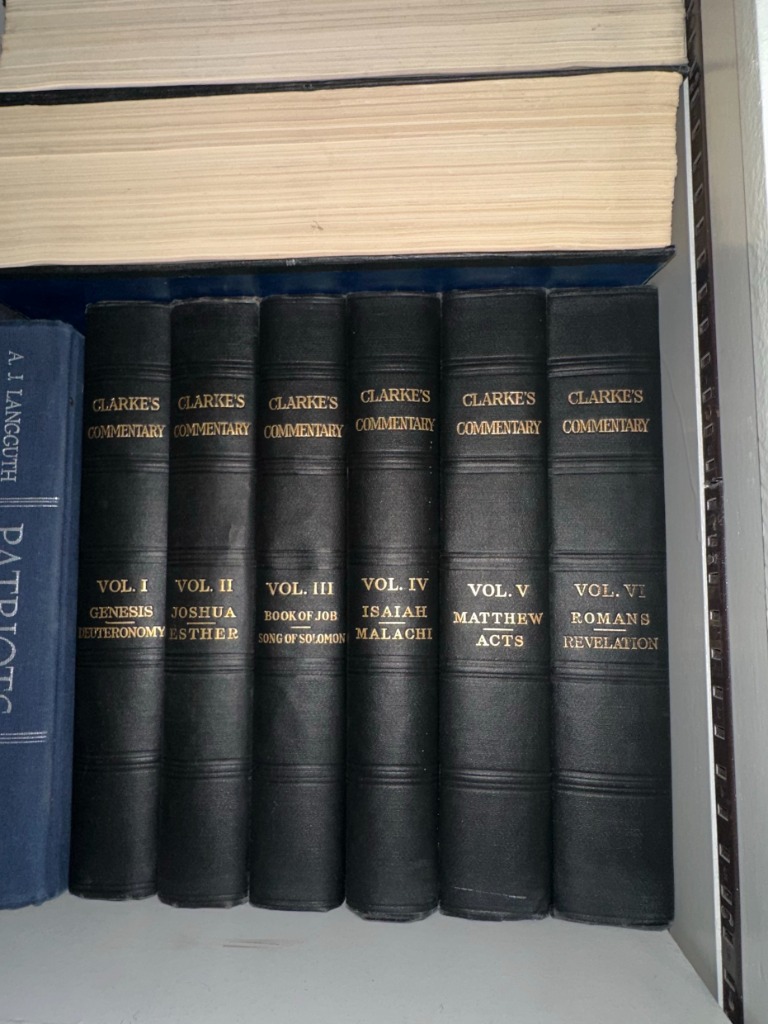 A. J. LANGGUTH
PATRIOTS
CLARKE'S
COMMENTARY
VOL. I
GENESIS
DEUTERONOMY
CLARKE'S
COMMENTARY
VOL. II
JOSHUA
ESTHER
CLARKE'S
COMMENTARY
VOL. III
BOOK OF JOB
SONG OF SOLOMON
CLARKE'S
COMMENTARY
VOL. IV
ISAIAH
MALACHI
CLARKE'S
COMMENTARY
VOL. V
MATTHEW
ACTS
CLARKE'S
COMMENTARY
VOL. VI
ROMANS
REVELATION